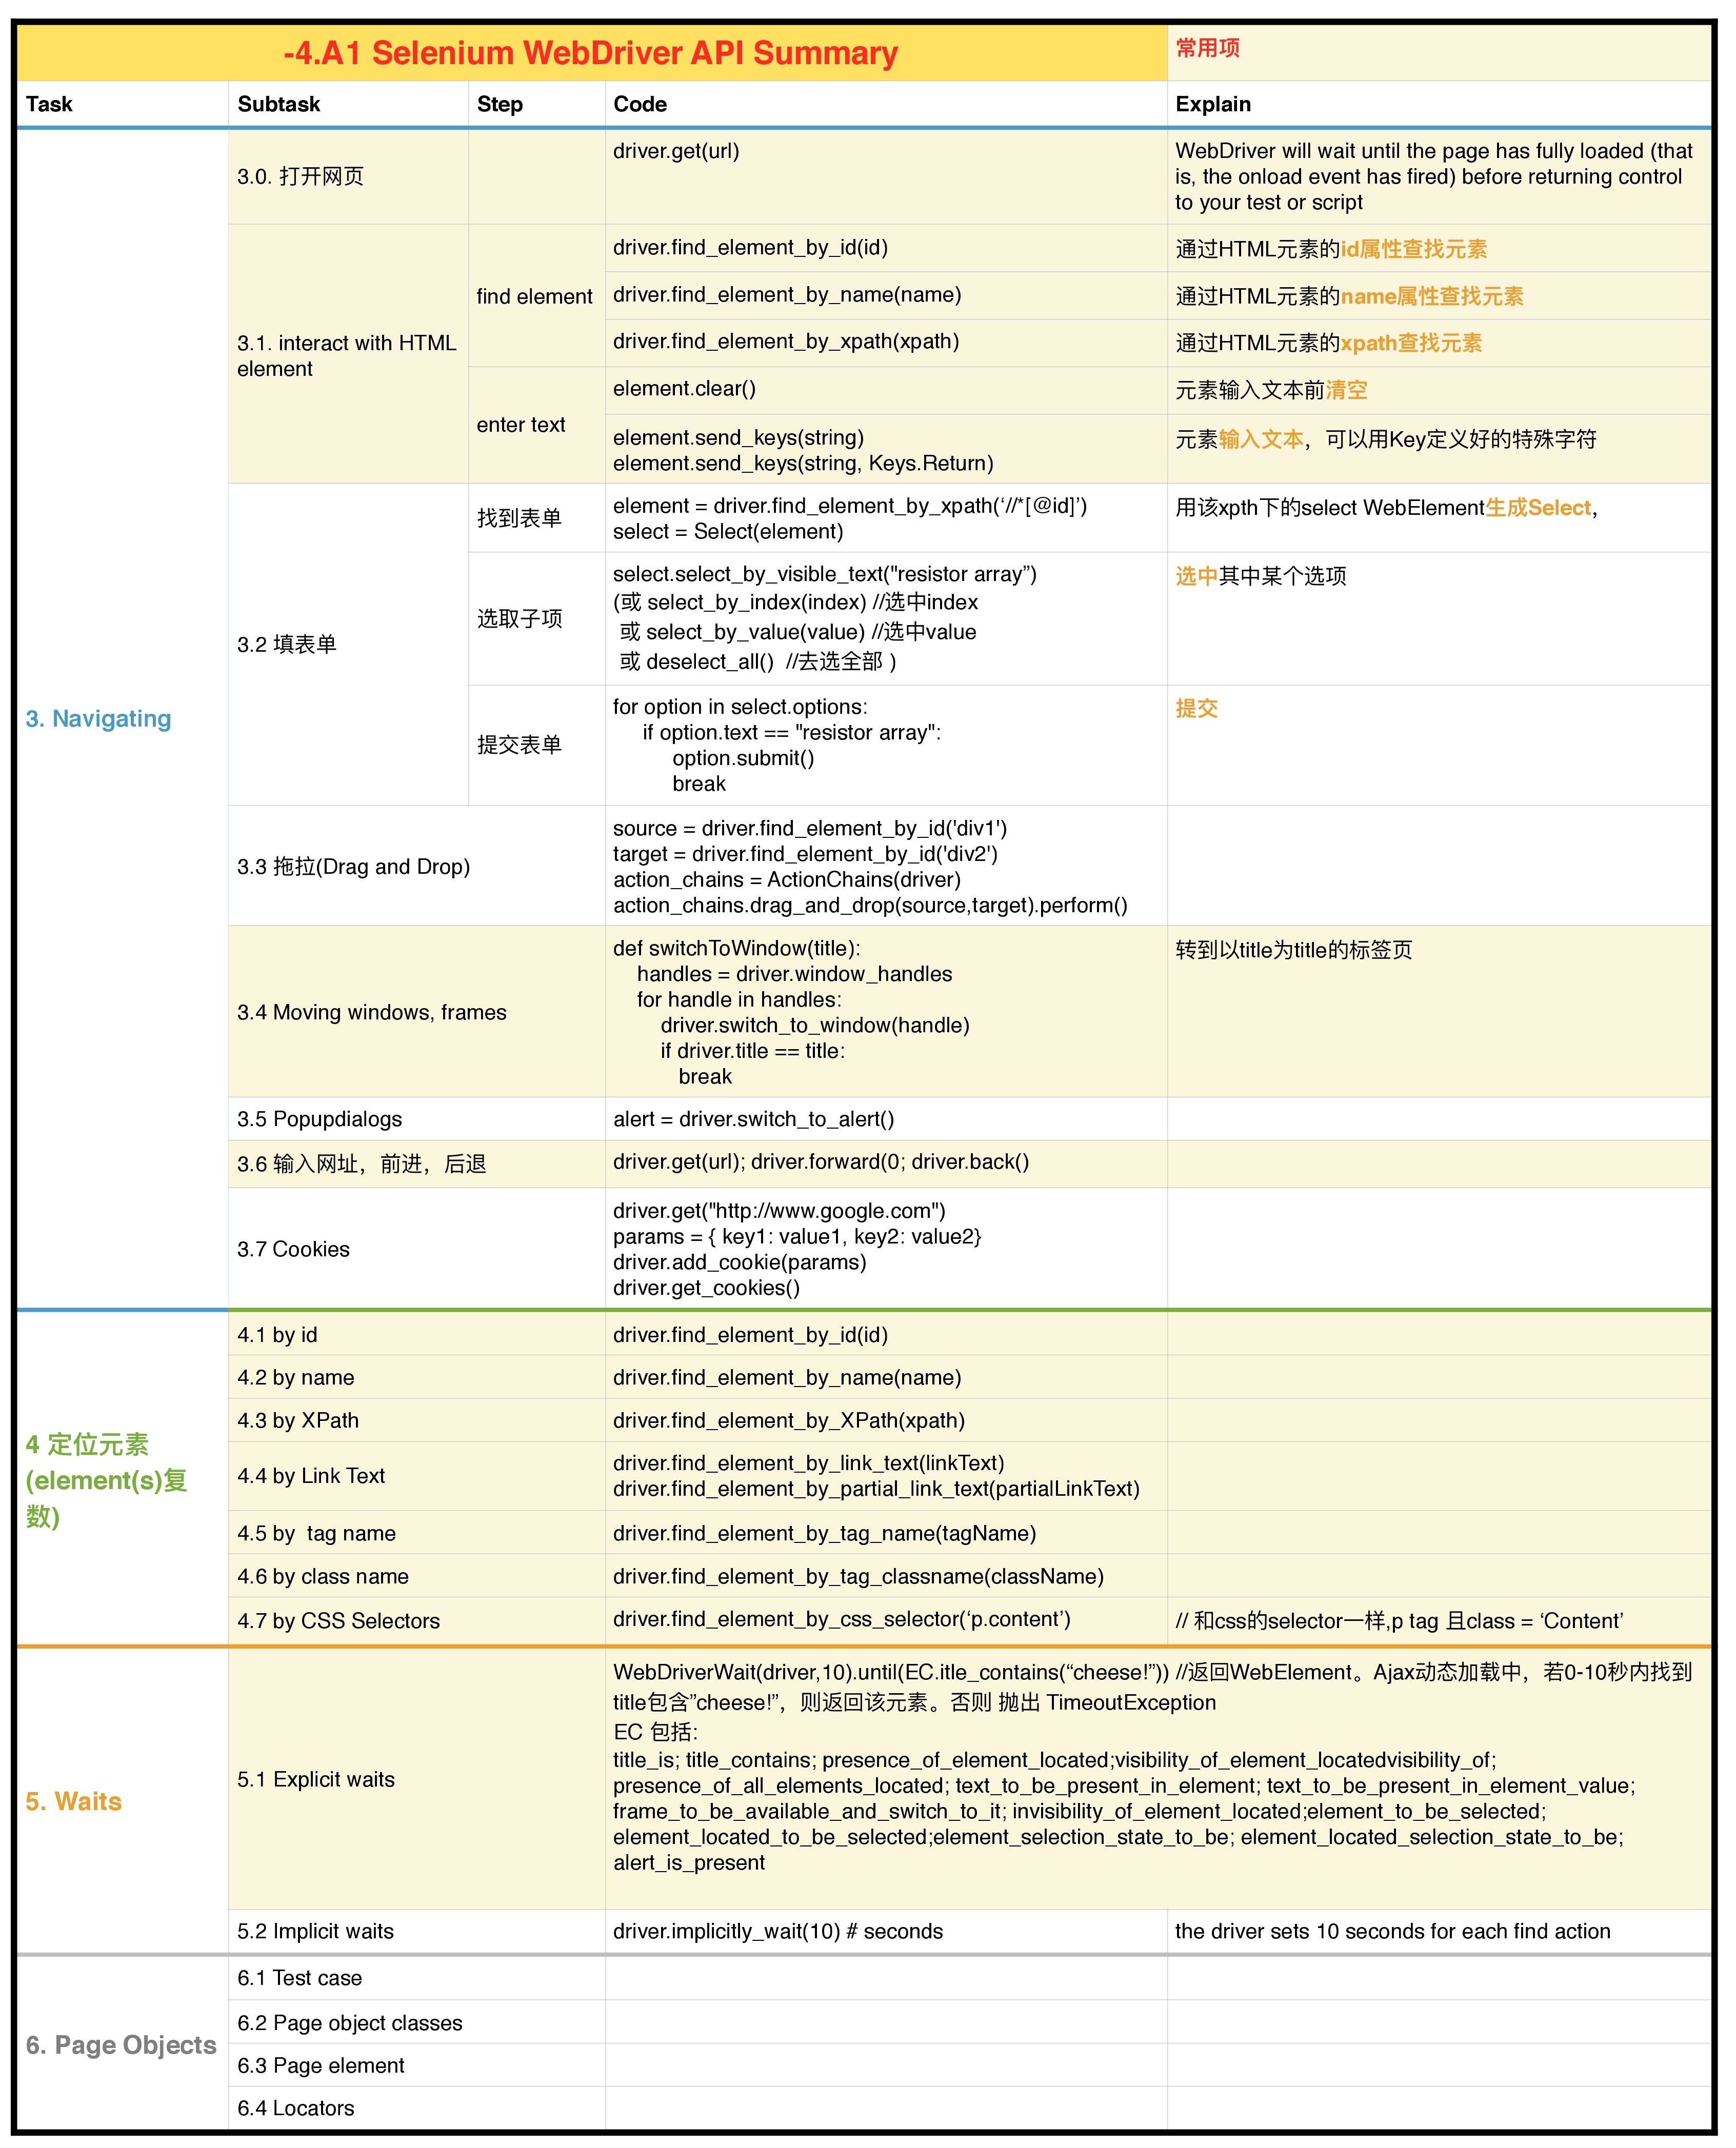 -4.A1 Selenium WebDriver API Summary
常用项
Task
Subtask
Step
Code
Explain
3. Navigating
3.0. 打开网页
driver.get(url)
WebDriver will wait until the page has fully loaded (that
is, the onload event has fired) before returning control
to your test or script
3.1. interact with HTML
element
find element
driver.find_element_by_id(id)
通过HTML元素的id属性查找元素
driver.find_element_by_name(name)
通过HTML元素的name属性查找元素
driver.find_element_by_xpath(xpath)
通过HTML元素的xpath查找元素
enter text
element.clear()
元素输入文本前清空
element.send_keys(string)
element.send_keys(string, Keys.Return)
元素输入文本，可以用Key定义好的特殊字符
3.2 填表单
找到表单
element = driver.find_element_by_xpath(‘//*[@id]’)
select = Select(element)
用该xpth下的select WebElement生成Select，
选取子项
select.select_by_visible_text("resistor array”)
(或 select_by_index(index) //选中index
或 select_by_value(value) //选中value
或 deselect_all()  //去选全部 )
选中其中某个选项
提交表单
for option in select.options:
if option.text == "resistor array":
option.submit()
break
提交
3.3 拖拉(Drag and Drop)
source = driver.find_element_by_id('div1')
target = driver.find_element_by_id('div2')
action_chains = ActionChains(driver)
action_chains.drag_and_drop(source,target).perform()
3.4 Moving windows, frames
def switchToWindow(title):
handles = driver.window_handles
for handle in handles:
driver.switch_to_window(handle)
if driver.title == title:
break
转到以title为title的标签页
3.5 Popupdialogs
alert = driver.switch_to_alert()
3.6 输入网址，前进，后退
driver.get(url); driver.forward(0; driver.back()
3.7 Cookies
driver.get("http://www.google.com")
params = { key1: value1, key2: value2}
driver.add_cookie(params)
driver.get_cookies()
4 定位元素
(element(s)复
数)
4.1 by id
driver.find_element_by_id(id)
4.2 by name
driver.find_element_by_name(name)
4.3 by XPath
driver.find_element_by_XPath(xpath)
4.4 by Link Text
driver.find_element_by_link_text(linkText)
driver.find_element_by_partial_link_text(partialLinkText)
4.5 by  tag name
driver.find_element_by_tag_name(tagName)
4.6 by class name
driver.find_element_by_tag_classname(className)
4.7 by CSS Selectors
driver.find_element_by_css_selector(‘p.content’)
// 和css的selector一样,p tag 且class = ‘Content’
5. Waits
5.1 Explicit waits
WebDriverWait(driver,10).until(EC.itle_contains(“cheese!”)) //返回WebElement。Ajax动态加载中，若0-10秒内找到
title包含”cheese!”，则返回该元素。否则 抛出 TimeoutException
EC 包括:
title_is; title_contains; presence_of_element_located;visibility_of_element_locatedvisibility_of;
presence_of_all_elements_located; text_to_be_present_in_element; text_to_be_present_in_element_value;
frame_to_be_available_and_switch_to_it; invisibility_of_element_located;element_to_be_selected;
element_located_to_be_selected;element_selection_state_to_be; element_located_selection_state_to_be;
alert_is_present
5.2 Implicit waits
driver.implicitly_wait(10) # seconds
the driver sets 10 seconds for each find action
6. Page Objects
6.1 Test case
6.2 Page object classes
6.3 Page element
6.4 Locators